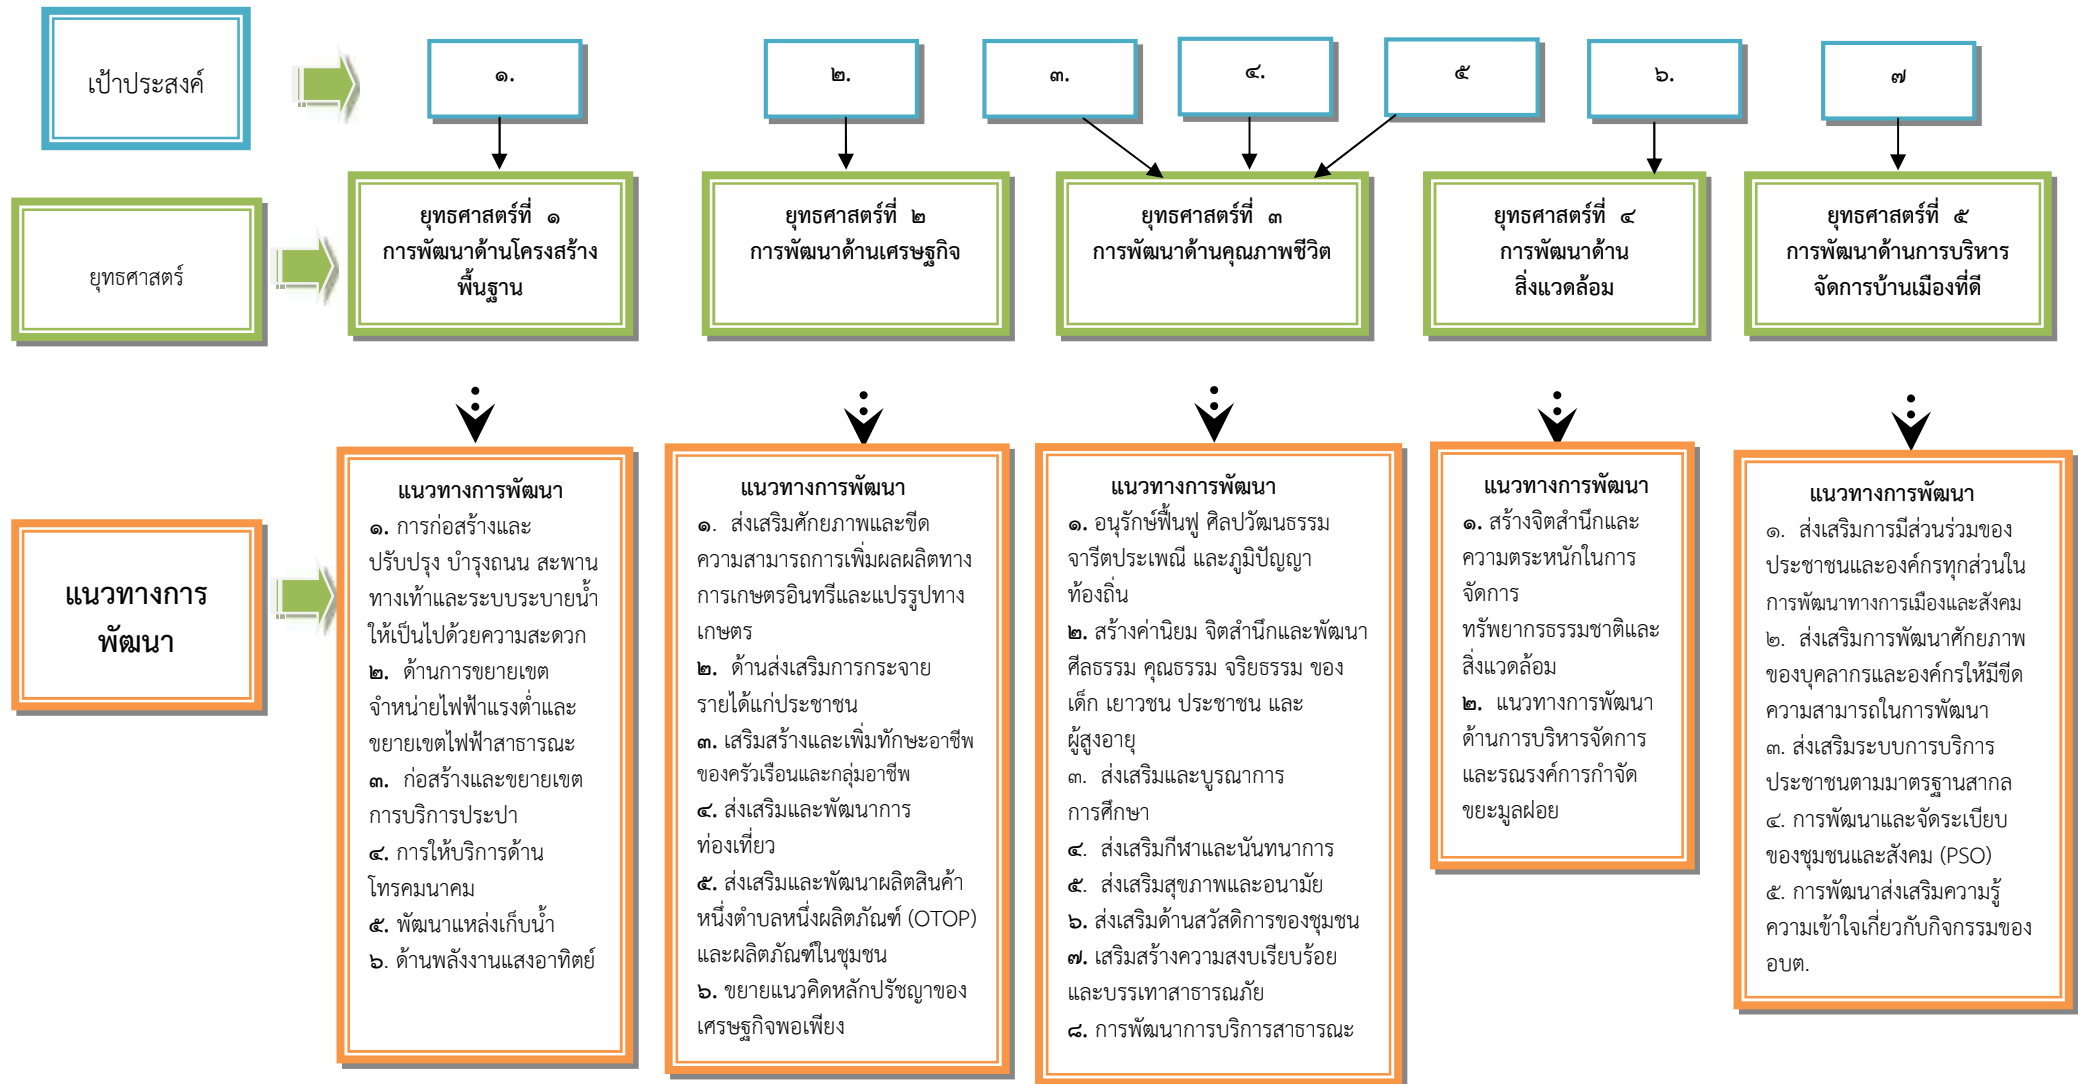 เป้าประสงค์
๑.
๒.
๓.
๔.
๕
๖.
๗
ยุทธศาสตร์
ยุทธศาสตร์ที่ ๑
การพัฒนาด้านโครงสร้าง
พื้นฐาน
ยุทธศาสตร์ที่ ๒
การพัฒนาด้านเศรษฐกิจ
ยุทธศาสตร์ที่ ๓
การพัฒนาด้านคุณภาพชีวิต
ยุทธศาสตร์ที่ ๔
การพัฒนาด้าน
สิ่งแวดล้อม
ยุทธศาสตร์ที่ ๕
การพัฒนาด้านการบริหาร
จัดการบ้านเมืองที่ดี
แนวทางการ
พัฒนา
แนวทางการพัฒนา
๑. การก่อสร้างและ
ปรับปรุง บำรุงถนน สะพาน
ทางเท้าและระบบระบายน้ำ
ให้เป็นไปด้วยความสะดวก
๒. ด้านการขยายเขต
จำหน่ายไฟฟ้าแรงต่ำและ
ขยายเขตไฟฟ้าสาธารณะ
๓. ก่อสร้างและขยายเขต
การบริการประปา
๔. การให้บริการด้าน
โทรคมนาคม
๕. พัฒนาแหล่งเก็บน้ำ
๖. ด้านพลังงานแสงอาทิตย์
แนวทางการพัฒนา
๑. ส่งเสริมศักยภาพและขีด
ความสามารถการเพิ่มผลผลิตทาง
การเกษตรอินทรีและแปรรูปทาง
เกษตร
๒. ด้านส่งเสริมการกระจาย
รายได้แก่ประชาชน
๓. เสริมสร้างและเพิ่มทักษะอาชีพ
ของครัวเรือนและกลุ่มอาชีพ
๔. ส่งเสริมและพัฒนาการ
ท่องเที่ยว
๕. ส่งเสริมและพัฒนาผลิตสินค้า
หนึ่งตำบลหนึ่งผลิตภัณฑ์ (OTOP)
และผลิตภัณฑ์ในชุมชน
๖. ขยายแนวคิดหลักปรัชญาของ
เศรษฐกิจพอเพียง
แนวทางการพัฒนา
๑. อนุรักษ์ฟื้นฟู ศิลปวัฒนธรรม
จารีตประเพณี และภูมิปัญญา
ท้องถิ่น
๒. สร้างค่านิยม จิตสำนึกและพัฒนา
ศีลธรรม คุณธรรม จริยธรรม ของ
เด็ก เยาวชน ประชาชน และ
ผู้สูงอายุ
๓. ส่งเสริมและบูรณาการ
การศึกษา
๔. ส่งเสริมกีฬาและนันทนาการ
๕. ส่งเสริมสุขภาพและอนามัย
๖. ส่งเสริมด้านสวัสดิการของชุมชน
๗. เสริมสร้างความสงบเรียบร้อย
และบรรเทาสาธารณภัย
๘. การพัฒนาการบริการสาธารณะ
แนวทางการพัฒนา
๑. สร้างจิตสำนึกและ
ความตระหนักในการ
จัดการ
ทรัพยากรธรรมชาติและ
สิ่งแวดล้อม
๒. แนวทางการพัฒนา
ด้านการบริหารจัดการ
และรณรงค์การกำจัด
ขยะมูลฝอย
แนวทางการพัฒนา
๑. ส่งเสริมการมีส่วนร่วมของ
ประชาชนและองค์กรทุกส่วนใน
การพัฒนาทางการเมืองและสังคม
๒. ส่งเสริมการพัฒนาศักยภาพ
ของบุคลากรและองค์กรให้มีขีด
ความสามารถในการพัฒนา
๓. ส่งเสริมระบบการบริการ
ประชาชนตามมาตรฐานสากล
๔. การพัฒนาและจัดระเบียบ
ของชุมชนและสังคม (PSO)
๕. การพัฒนาส่งเสริมความรู้
ความเข้าใจเกี่ยวกับกิจกรรมของ
อบต.